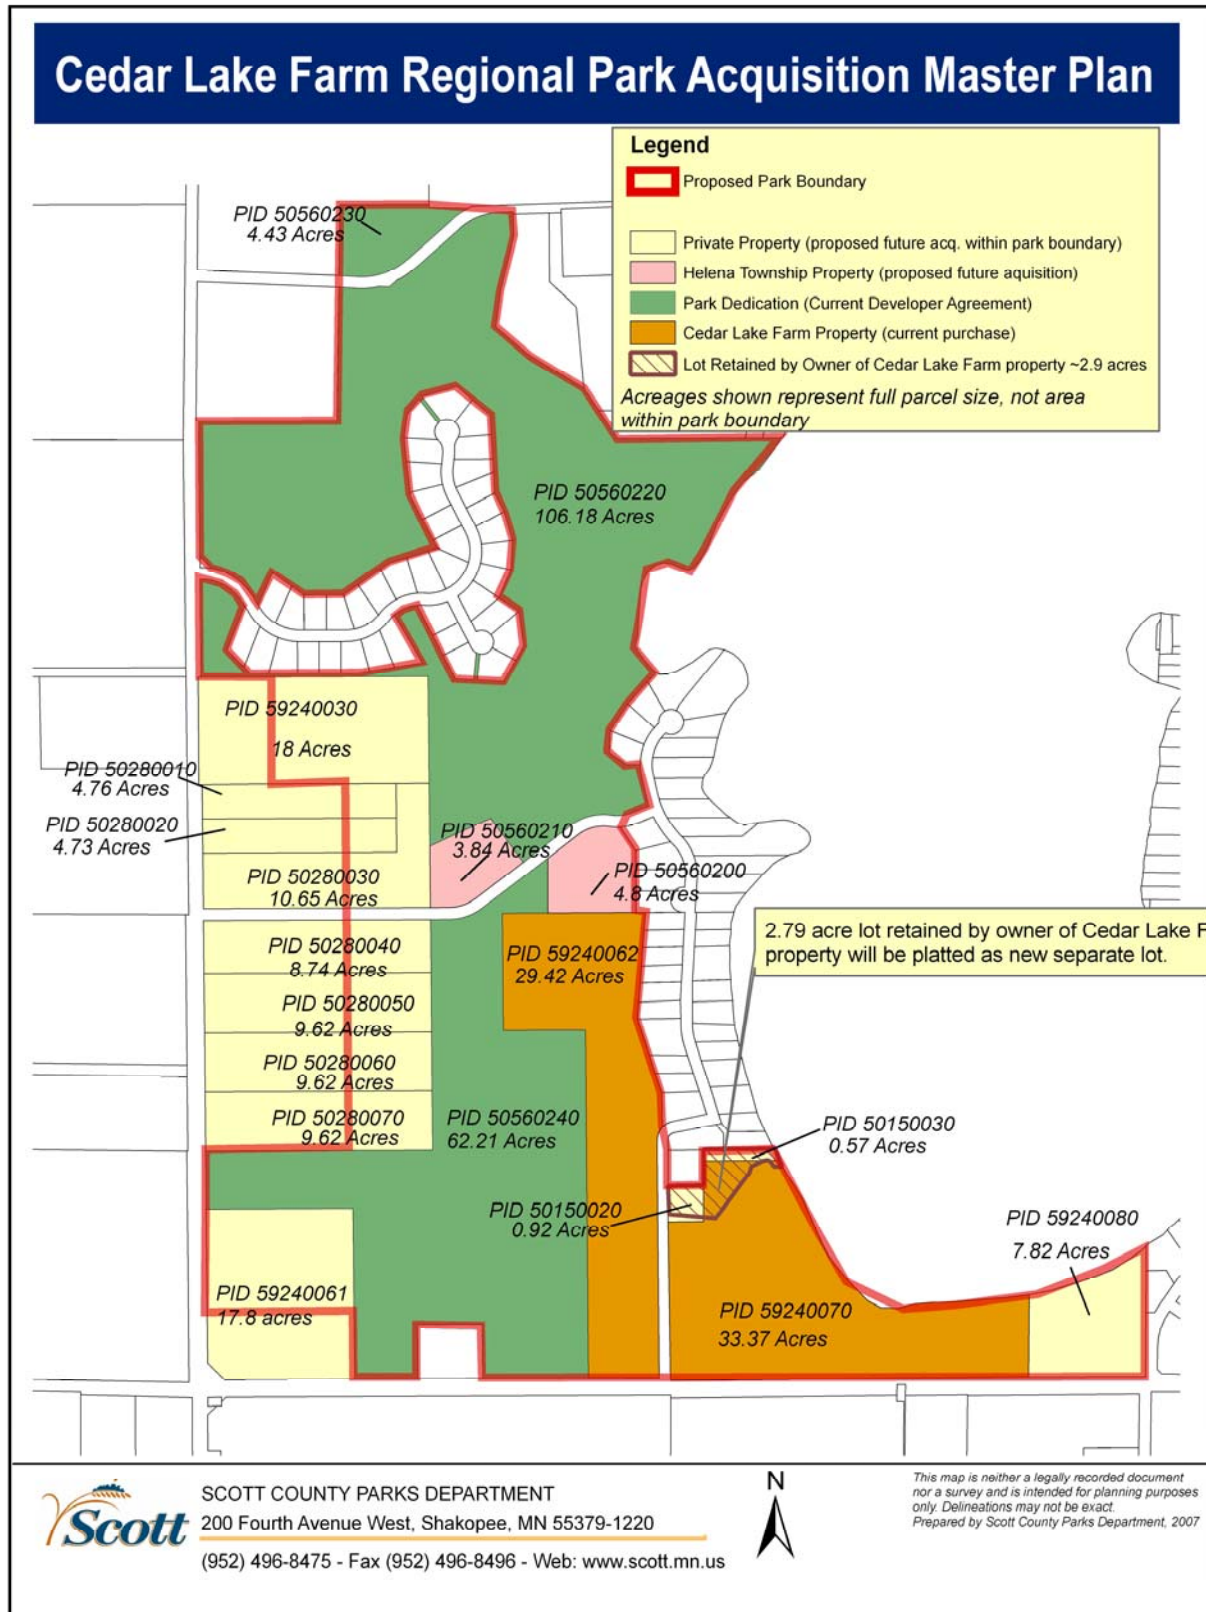 Cedar Lake Farm Regional Park Acquisition Master Plan
Legend
Proposed Park Boundary
Private Property (proposed future acq. within park boundary)
Helena Township Property (proposed future aquisition)
Park Dedication (Current Developer Agreement)
Cedar Lake Farm Property (current purchase)
Lot Retained by Owner of Cedar Lake Farm property ~2.9 acres
Acreages shown represent full parcel size, not area
within park boundary
PID 50560230
4.43 Acres
PID 50560220
106.18 Acres
PID 59240030
18 Acres
PID 50280010
4.76 Acres
PID 50280020
4.73 Acres
PID 50560210
3.84 Acres
PID 50280030
10.65 Acres
PID 50560200
4.8 Acres
PID 50280040
8.74 Acres
PID 59240062
29.42 Acres
2.79 acre lot retained by owner of Cedar Lake F
property will be platted as new separate lot.
PID 50280050
9.62 Acres
PID 50280060
9.62 Acres
PID 50280070
9.62 Acres
PID 50560240
62.21 Acres
PID 50150030
0.57 Acres
PID 50150020
0.92 Acres
PID 59240080
7.82 Acres
PID 59240061
17.8 acres
PID 59240070
33.37 Acres
Scott
SCOTT COUNTY PARKS DEPARTMENT
200 Fourth Avenue West, Shakopee, MN 55379-1220
(952) 496-8475 - Fax (952) 496-8496 - Web: www.scott.mn.us
N
This map is neither a legally recorded document
nor a survey and is intended for planning purposes
only. Delineations may not be exact.
Prepared by Scott County Parks Department, 2007